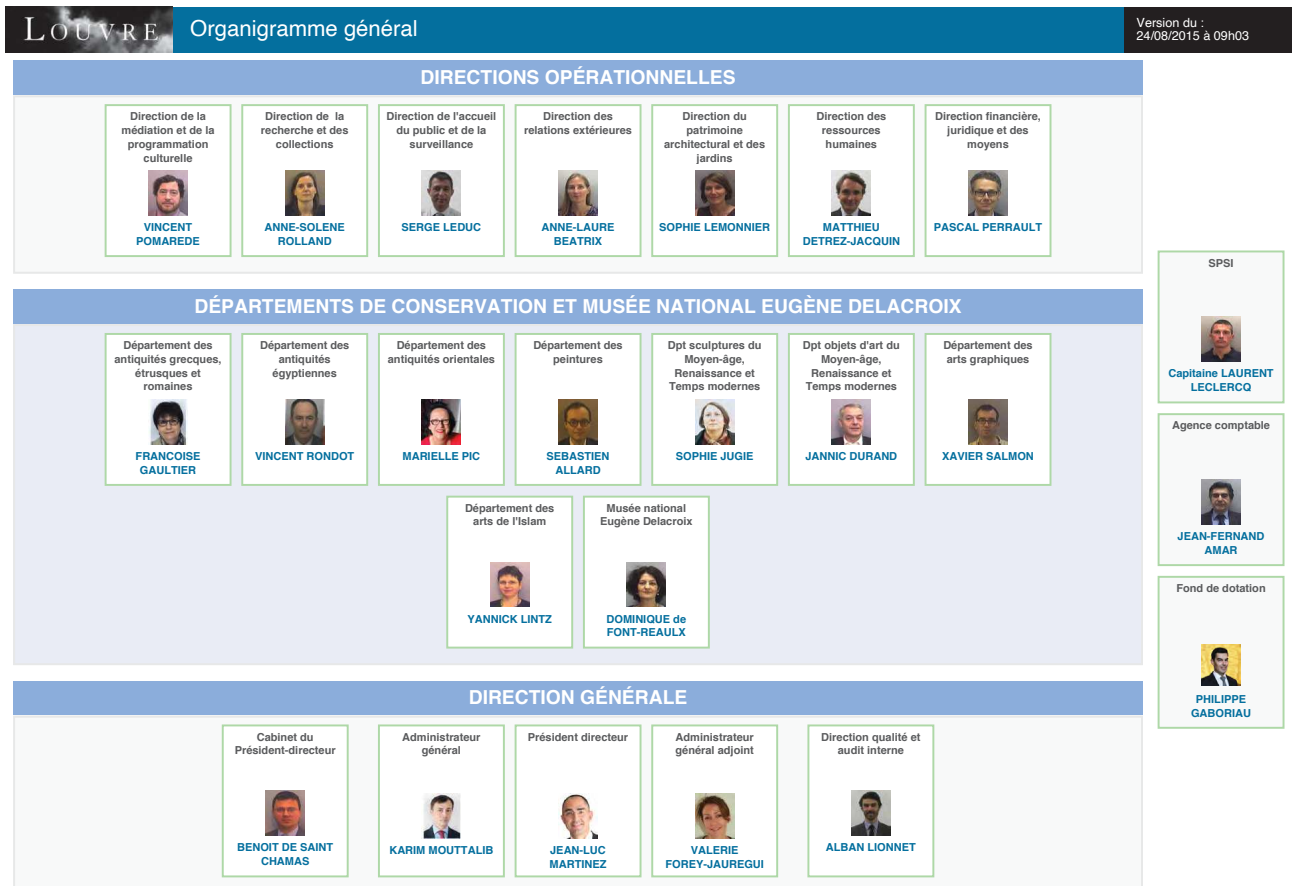 LOUVRE
Organigramme général
Version du :
24/08/2015 à 09h03
DIRECTIONS OPÉRATIONNELLES
Direction de la
médiation et de la
programmation
culturelle
VINCENT
POMAREDE
Direction de la
recherche et des
collections
ANNE-SOLENE
ROLLAND
Direction de l'accueil
du public et de la
surveillance
SERGE LEDUC
Direction des
relations extérieures
ANNE-LAURE
BEATRIX
Direction du
patrimoine
architectural et des
jardins
SOPHIE LEMONNIER
Direction des
ressources
humaines
MATTHIEU
DETREZ-JACQUIN
Direction financière,
juridique et des
moyens
PASCAL PERRAULT
DÉPARTEMENTS DE CONSERVATION ET MUSÉE NATIONAL EUGÈNE DELACROIX
Département des
antiquités grecques,
étrusques et
romaines
FRANCOISE
GAULTIER
Département des
antiquités
égyptiennes
VINCENT RONDOT
Département des
antiquités orientales
MARIELLE PIC
Département des
peintures
SEBASTIEN
ALLARD
Dpt sculptures du
Moyen-âge,
Renaissance et
Temps modernes
SOPHIE JUGIE
Dpt objets d'art du
Moyen-âge,
Renaissance et
Temps modernes
JANNIC DURAND
Département des
arts graphiques
XAVIER SALMON
Département des
arts de l'Islam
YANNICK LINTZ
Musée national
Eugène Delacroix
DOMINIQUE de
FONT-REAULX
DIRECTION GÉNÉRALE
Cabinet du
Président-directeur
BENOIT DE SAINT
CHAMAS
Administrateur
général
KARIM MOUTTALIB
Président directeur
JEAN-LUC
MARTINEZ
Administrateur
général adjoint
VALERIE
FOREY-JAUREGUI
Direction qualité et
audit interne
ALBAN LIONNET
SPSI
Capitaine LAURENT
LECLERCQ
Agence comptable
JEAN-FERNAND
AMAR
Fond de dotation
PHILIPPE
GABORIAU